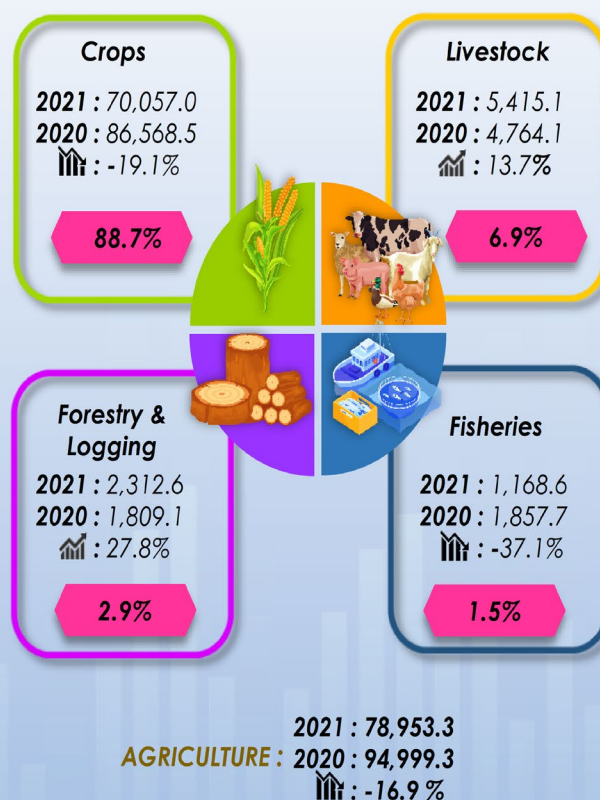 Crops
2021 : 70,057.0
2020 : 86,568.5
: -19.1%
88.7%
Livestock
2021 : 5,415.1
2020 : 4,764.1
: 13.7%
6.9%
Forestry &
Logging
2021 : 2,312.6
2020 : 1,809.1
: 27.8%
2.9%
Fisheries
2021 : 1,168.6
2020 : 1,857.7
: -37.1%
1.5%
2021 : 78,953.3
AGRICULTURE : 2020 : 94,999.3
: -16.9 %